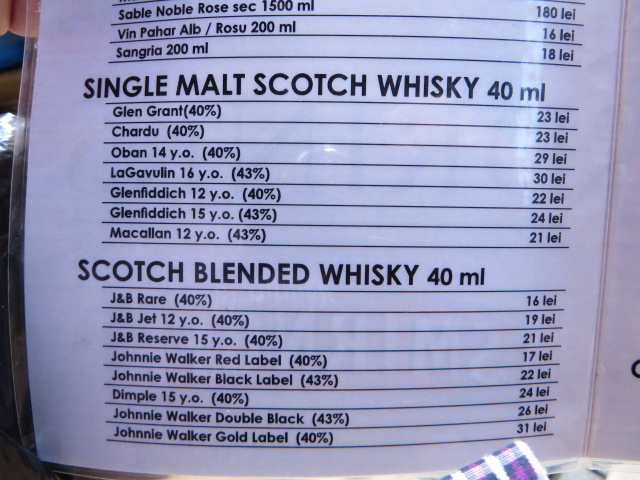 Sable Noble Rose sec 1500 ml 180 lei
Vin Pahar Alb / Rosu 200 ml 16 lei
Sangria 200 ml 18 lei
SINGLE MALT SCOTCH WHISKY 40 ml
Glen Grant(40%) 23 lei
Chardu (40%) 23 lei
Oban 14 y.o. (40%) 29 lei
LaGavulin 16 y.o. (43%) 30 lei
Glenfiddich 12 y.o. (40%) 22 lei
Glenfiddich 15 y.o. (43%) 24 lei
Macallan 12 y.o. (43%) 21 lei
SCOTCH BLENDED WHISKY 40 ml
J&B Rare (40%) 16 lei
J&B Jet 12 y.o. (40%) 19 lei
J&B Reserve 15 y.o. (40%) 21 lei
Johnnie Walker Red Label (40%) 17 lei
Johnnie Walker Black Label (43%) 22 lei
Dimple 15 y.o. (40%) 24 lei
Johnnie Walker Double Black (43%) 26 lei
Johnnie Walker Gold Label (40%) 31 lei